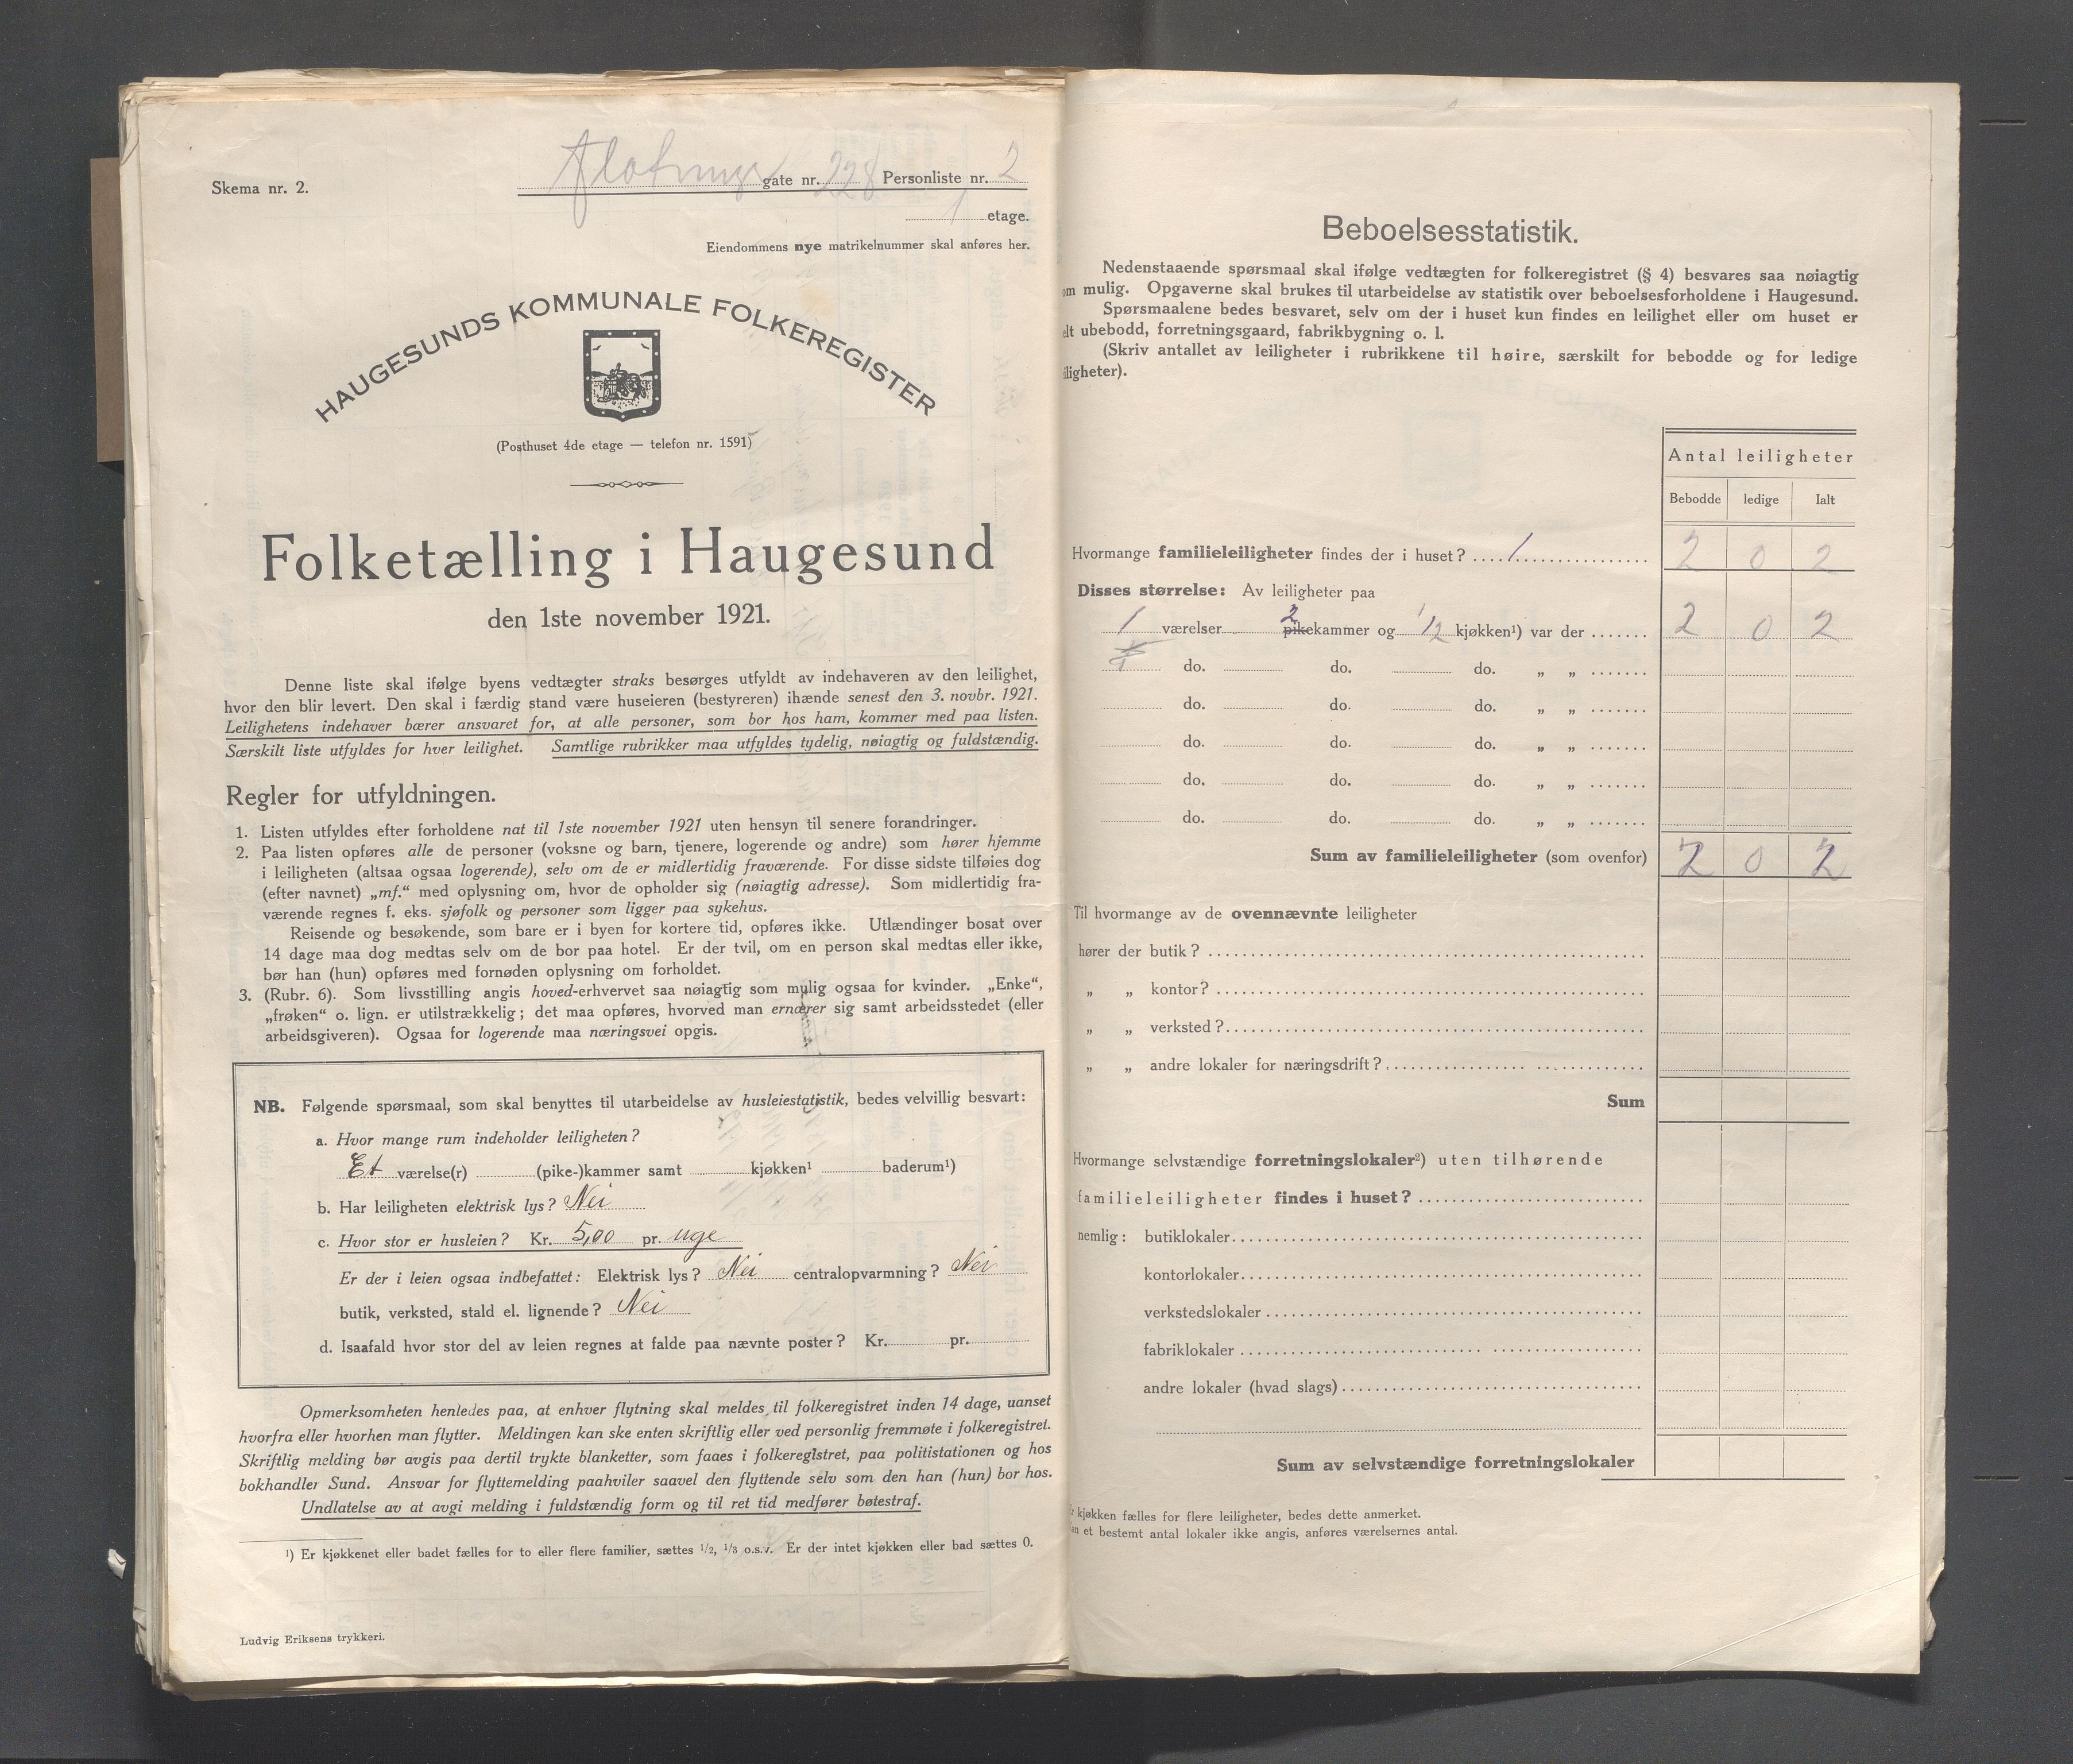 Skema nr. 2.
gate nr. 228 Personliste nr. 2
1 etage.
Eiendommens nye matrikelnummer skal anføres her.
HAUGESUNDS KOMMUNALE FOLKEREGISTER
(Posthuset 4de etage — telefon nr. 1591)
Folketælling i Haugesund
den 1ste november 1921.
Denne liste skal ifølge byens vedtægter straks besørges utfyldt av indehaveren av den leilighet,
hvor den blir levert. Den skal i færdig stand være huseieren (bestyreren) ihænde senest den 3. novbr. 1921.
Leilighetens indehaver bærer ansvaret for, at alle personer, som bor hos ham, kommer med paa listen.
Særskilt liste utfyldes for hver leilighet. Samtlige rubrikker maa utfyldes tydelig, nøiagtig og fuldstændig.
Regler for utfyldningen.
1. Listen utfyldes efter forholdene nat til 1ste november 1921 uten hensyn til senere forandringer.
2. Paa listen opføres alle de personer (voksne og barn, tjenere, logerende og andre) som hører hjemme
i leiligheten (altsaa ogsaa logerende), selv om de er midlertidig fraværende. For disse sidste tilføies dog
(efter navnet) „mf.“ med oplysning om, hvor de opholder sig (nøiagtig adresse). Som midlertidig fra-
værende regnes f. eks. sjøfolk og personer som ligger paa sykehus.
Reisende og besøkende, som bare er i byen for kortere tid, opføres ikke. Utlændinger bosat over
14 dage maa dog medtas selv om de bor paa hotel. Er der tvil, om en person skal medtas eller ikke,
bør han (hun) opføres med fornøden oplysning om forholdet.
3. (Rubr. 6). Som livsstilling angis hoved-erhvervet saa nøiagtig som mulig ogsaa for kvinder. „Enke“,
„frøken“ o. lign. er utilstrækkelig; det maa opføres, hvorved man ernærer sig samt arbeidsstedet (eller
arbeidsgiveren). Ogsaa for logerende maa næringsvei opgis.
NB. Følgende spørsmaal, som skal benyttes til utarbeidelse av husleiestatistik, bedes velvillig besvart:
a. Hvor mange rum indeholder leiligheten?
Et værelse(r) (pike-)kammer samt kjøkken¹ baderum¹)
b. Har leiligheten elektrisk lys? Nei
c. Hvor stor er husleien? Kr. 5,00 pr. uge
Er der i leien ogsaa indbefattet: Elektrisk lys? Nei centralopvarmning? Nei
butik, verksted, stald el. lignende? Nei
d. Isaafald hvor stor del av leien regnes at falde paa nævnte poster? Kr. pr.
Opmerksomheten henledes paa, at enhver flytning skal meldes til folkeregistret inden 14 dage, uanset
hvorfra eller hvorhen man flytter. Meldingen kan ske enten skriftlig eller ved personlig fremmøte i folkeregistret.
Skriftlig melding bør avgis paa dertil trykte blanketter, som faaes i folkeregistret, paa politistationen og hos
bokhandler Sund. Ansvar for flyttemelding paahviler saavel den flyttende selv som den han (hun) bor hos.
Undlatelse av at avgi melding i fuldstændig form og til ret tid medfører bøtestraf.
¹) Er kjøkkenet eller badet fælles for to eller flere familier, sættes 1/2, 1/3 o.s.v. Er der intet kjøkken eller bad sættes 0.
Ludvig Eriksens trykkeri.
Beboelsesstatistik.
Nedenstaaende spørsmaal skal ifølge vedtægten for folkeregistret (§ 4) besvares saa nøiagtig
om mulig. Opgaverne skal brukes til utarbeidelse av statistik over beboelsesforholdene i Haugesund.
Spørsmaalene bedes besvaret, selv om der i huset kun findes en leilighet eller om huset er
elt ubebodd, forretningsgaard, fabrikbygning o. l.
(Skriv antallet av leiligheter i rubrikkene til høire, særskilt for bebodde og for ledige
iligheter).
Antal leiligheter
Bebodde ledige Ialt
Hvormange familieleiligheter findes der i huset? 1 2 0 2
Disses størrelse: Av leiligheter paa
1 værelser 2 pikekammer og 1/2 kjøkken¹) var der 2 0 2
do. do. do. „ „
do. do. do. „ „
do. do. do. „ „
do. do. do. „ „
do. do. do. „ „
Sum av familieleiligheter (som ovenfor) 2 0 2
Til hvormange av de ovennævnte leiligheter
hører der butik?
„ „ kontor?
„ „ verksted?
„ „ andre lokaler for næringsdrift?
Sum
Hvormange selvstændige forretningslokaler²) uten tilhørende
familieleiligheter findes i huset?
nemlig: butiklokaler
kontorlokaler
verkstedslokaler
fabriklokaler
andre lokaler (hvad slags)
Sum av selvstændige forretningslokaler
kjøkken fælles for flere leiligheter, bedes dette anmerket.
et bestemt antal lokaler ikke angis, anføres værelsernes antal.